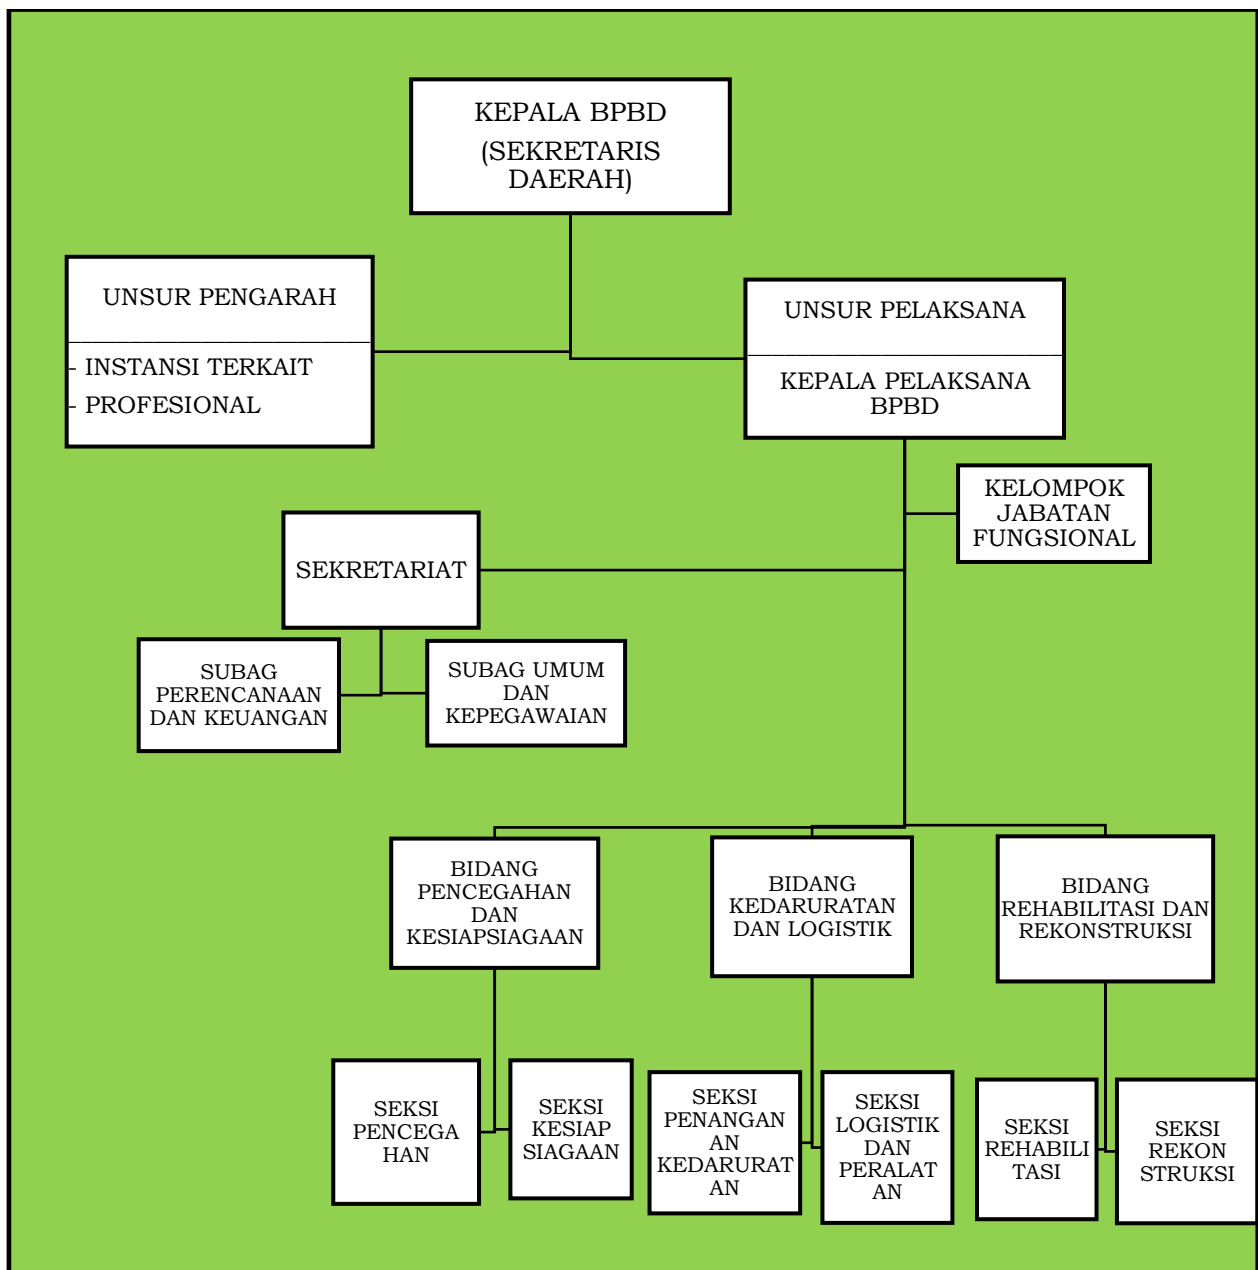 KEPALA BPBD
(SEKRETARIS
DAERAH)
UNSUR PENGARAH
- INSTANSI TERKAIT
- PROFESIONAL
UNSUR PELAKSANA
KEPALA PELAKSANA
BPBD
KELOMPOK
JABATAN
FUNGSIONAL
SEKRETARIAT
SUBAG
PERENCANAAN
DAN KEUANGAN
SUBAG UMUM
DAN
KEPEGAWAIAN
BIDANG
PENCEGAHAN
DAN
KESIAPSIAGAAN
BIDANG
KEDARURATAN
DAN LOGISTIK
BIDANG
REHABILITASI DAN
REKONSTRUKSI
SEKSI
PENCEGA
HAN
SEKSI
KESIAP
SIAGAAN
SEKSI
PENANGAN
AN
KEDARURAT
AN
SEKSI
LOGISTIK
DAN
PERALAT
AN
SEKSI
REHABILI
TASI
SEKSI
REKON
STRUKSI